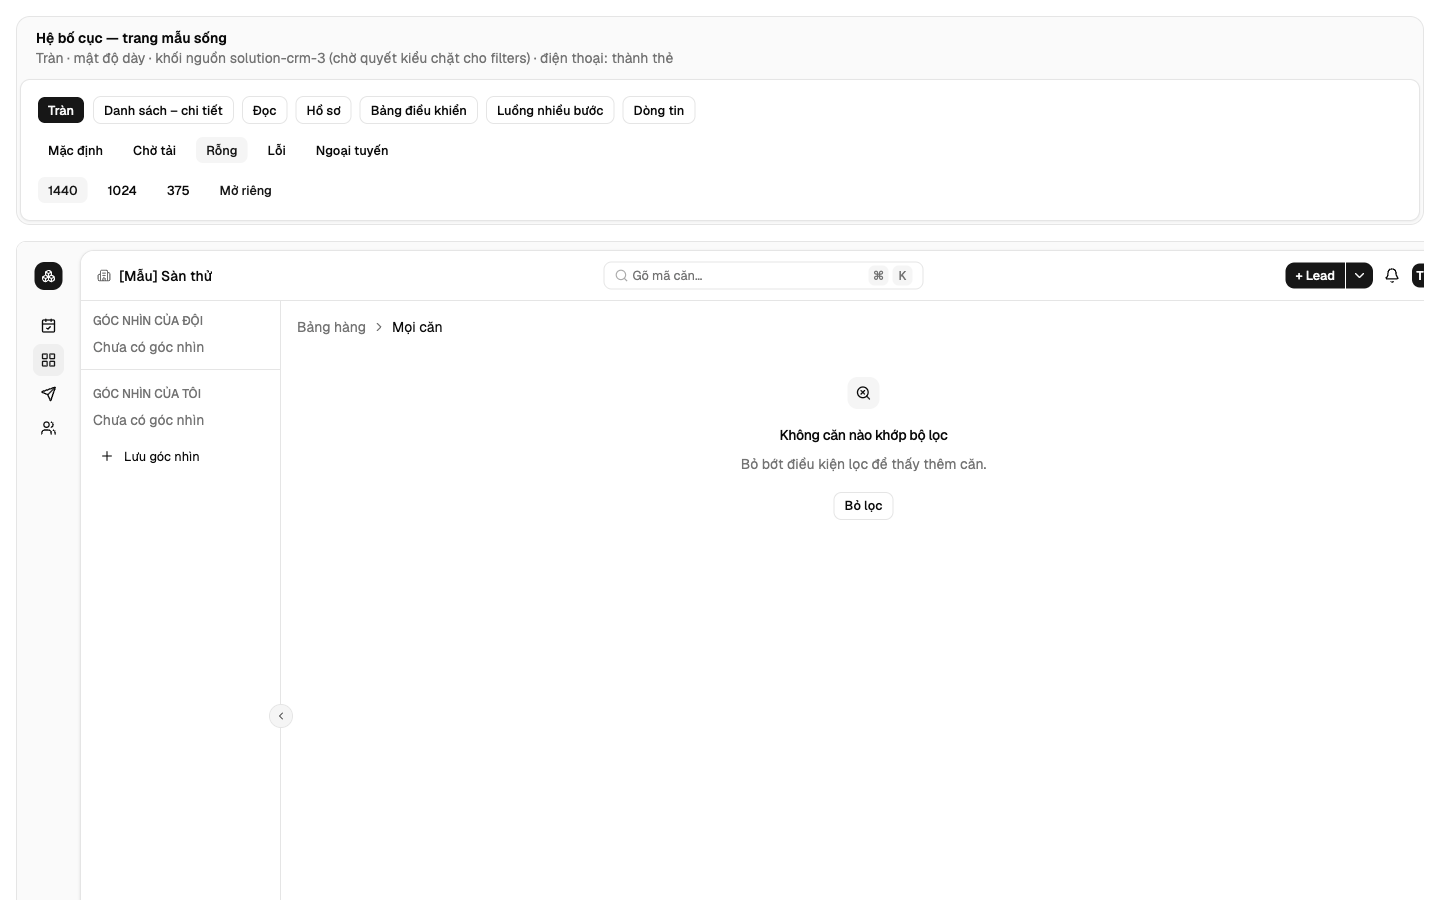 Hệ bố cục — trang mẫu sống
Tràn · mật độ dày · khối nguồn solution-crm-3 (chờ quyết kiểu chặt cho filters) · điện thoại: thành thẻ
Tràn
Danh sách – chi tiết
Đọc
Hồ sơ
Bảng điều khiển
Luồng nhiều bước
Dòng tin
Mặc định
Chờ tải
Rỗng
Lỗi
Ngoại tuyến
1440
1024
375
Mở riêng
[Mẫu] Sàn thử
Gõ mã căn...
⌘ K
+ Lead
T
GÓC NHÌN CỦA ĐỘI
Chưa có góc nhìn
GÓC NHÌN CỦA TÔI
Chưa có góc nhìn
Lưu góc nhìn
Bảng hàng
Mọi căn
Không căn nào khớp bộ lọc
Bỏ bớt điều kiện lọc để thấy thêm căn.
Bỏ lọc